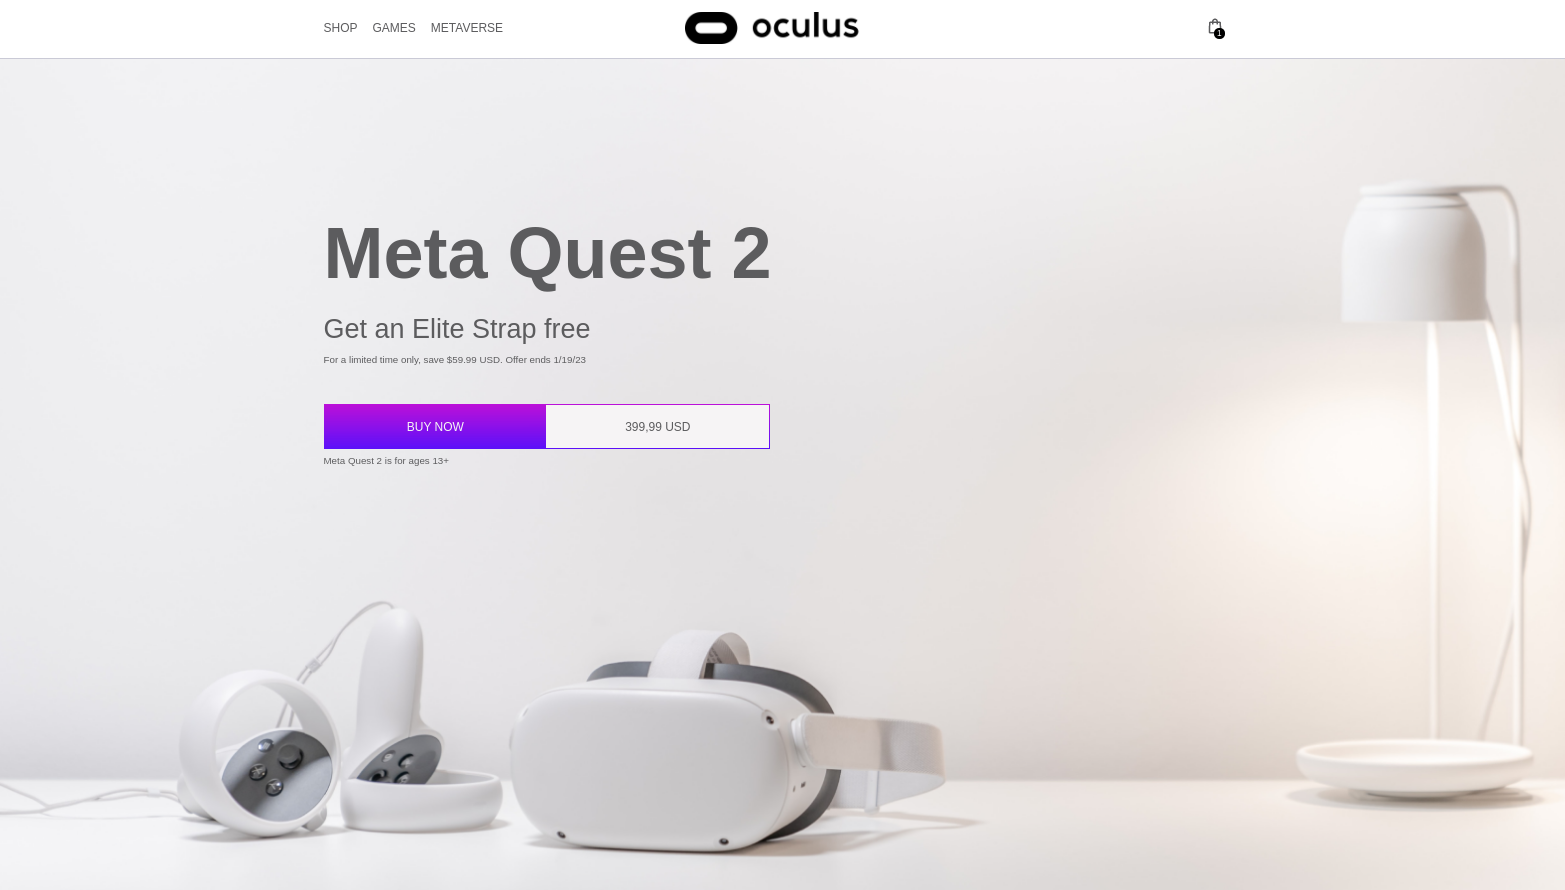 SHOP GAMES METAVERSE
oculus
1
Meta Quest 2
Get an Elite Strap free
For a limited time only, save $59.99 USD. Offer ends 1/19/23
BUY NOW 399,99 USD
Meta Quest 2 is for ages 13+